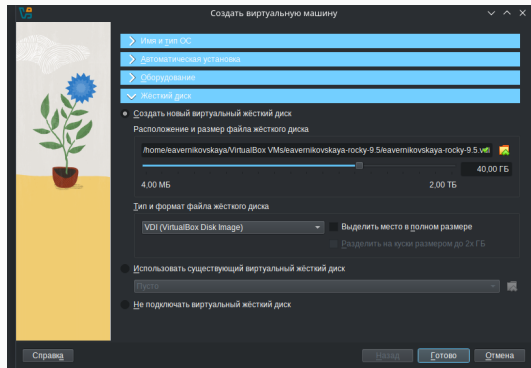 Создать виртуальную машину
Имя и тип ОС
Автоматическая установка
Оборудование
Жёсткий диск
Создать новый виртуальный жёсткий диск
Расположение и размер файла жёсткого диска
/home/eavernikovskaya/VirtualBox VMs/eavernikovskaya-rocky-9.5/eavernikovskaya-rocky-9.5.vdi
40,00 ГБ
4,00 МБ 2,00 ТБ
Тип и формат файла жёсткого диска
VDI (VirtualBox Disk Image) Выделить место в полном размере
Разделить на куски размером до 2х ГБ
Использовать существующий виртуальный жёсткий диск
Пусто
Не подключать виртуальный жёсткий диск
Справка Назад Готово Отмена